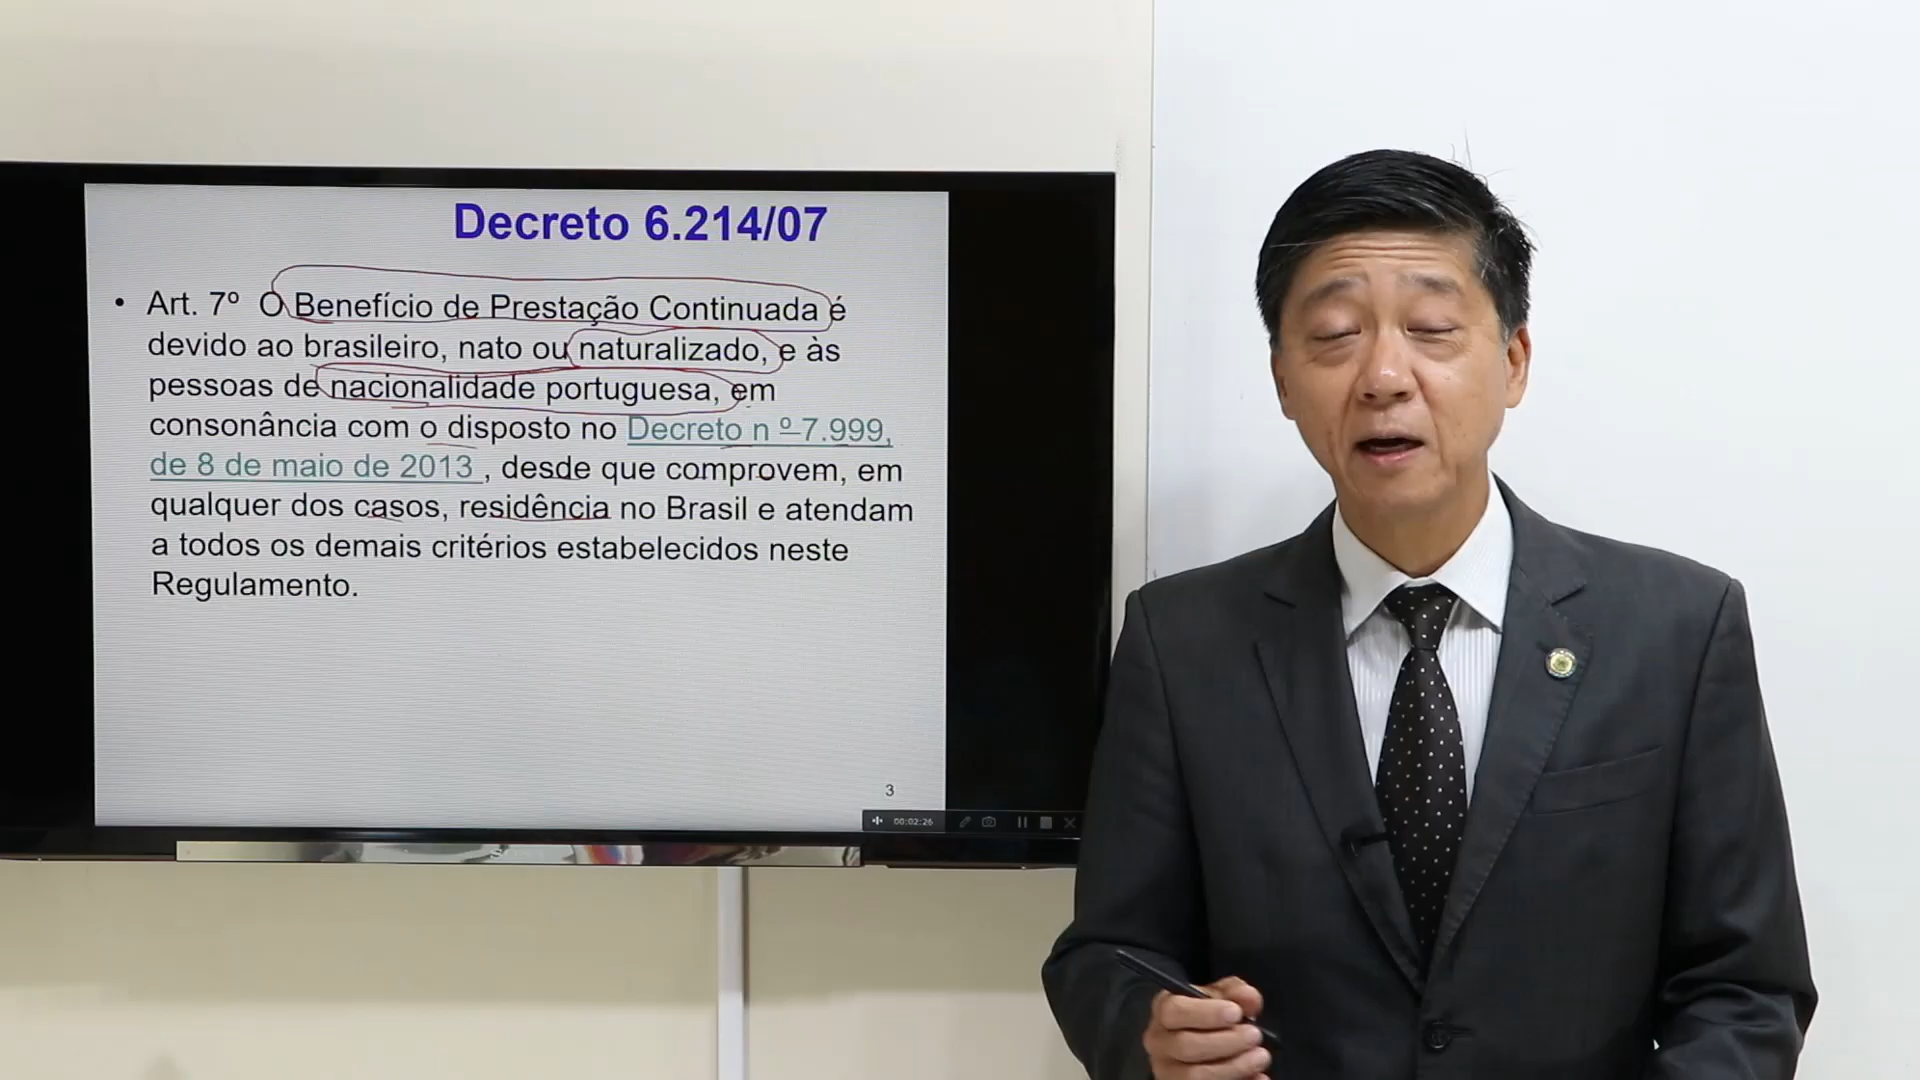 Decreto 6.214/07
• Art. 7º O Benefício de Prestação Continuada é
devido ao brasileiro, nato ou naturalizado, e às
pessoas de nacionalidade portuguesa, em
consonância com o disposto no Decreto n º 7.999,
de 8 de maio de 2013 , desde que comprovem, em
qualquer dos casos, residência no Brasil e atendam
a todos os demais critérios estabelecidos neste
Regulamento.
3
00:02:26